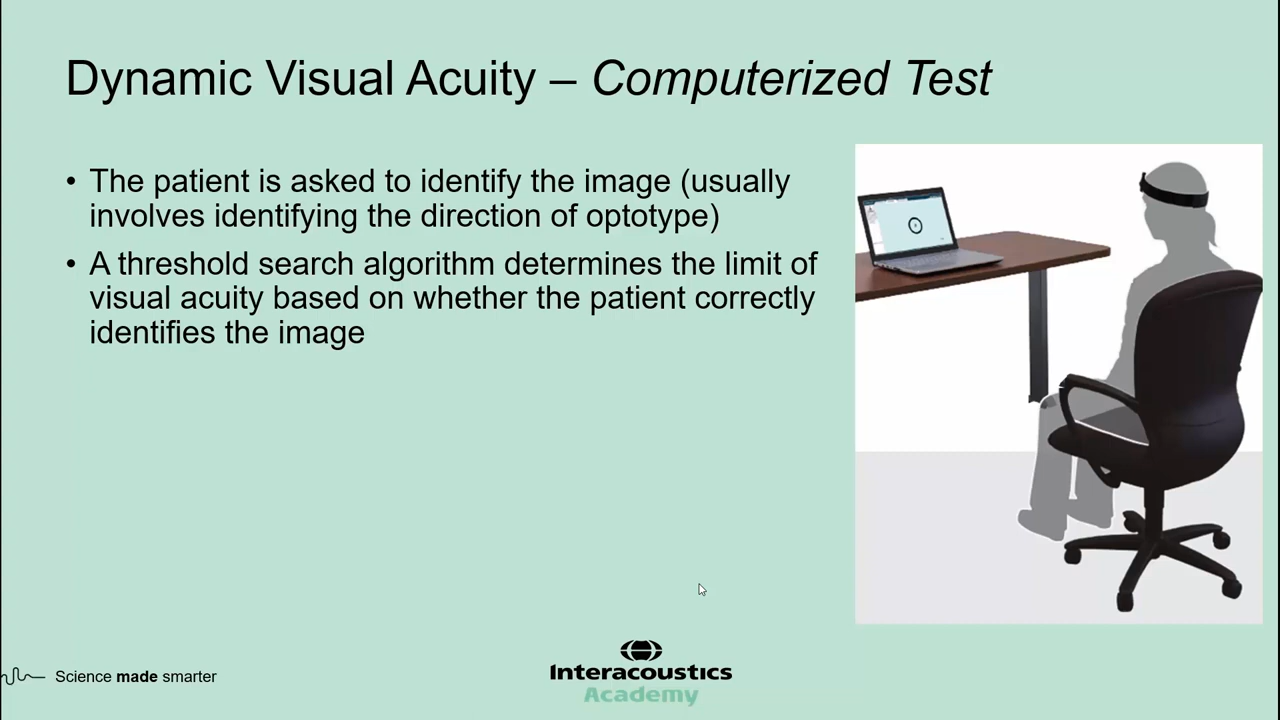 Dynamic Visual Acuity – Computerized Test
• The patient is asked to identify the image (usually
involves identifying the direction of optotype)
• A threshold search algorithm determines the limit of
visual acuity based on whether the patient correctly
identifies the image
Science made smarter
Interacoustics
Academy